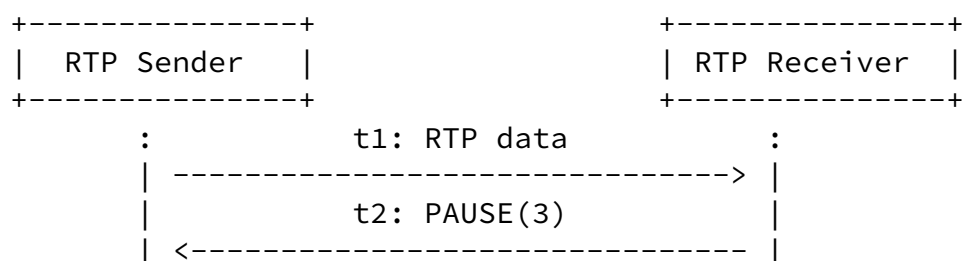 +---------------+ +---------------+
| RTP Sender | | RTP Receiver |
+---------------+ +---------------+
: t1: RTP data :
| -------------------------------> |
| t2: PAUSE(3) |
| <------------------------------- |